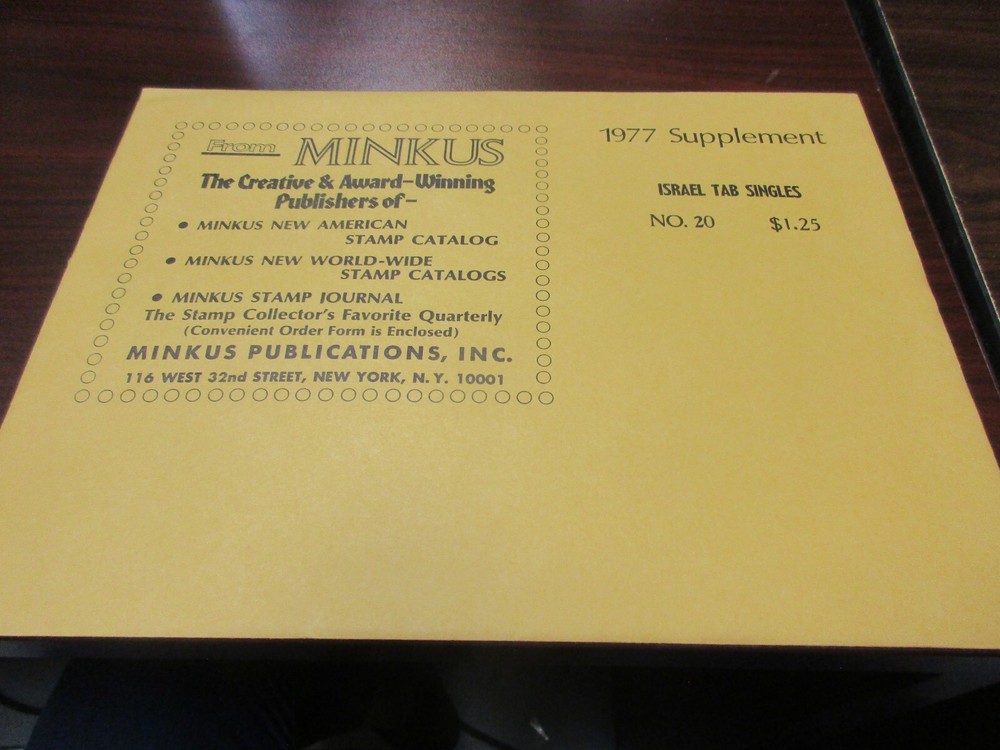 From MINKUS
The Creative & Award-Winning
Publishers of-
• MINKUS NEW AMERICAN
STAMP CATALOG
• MINKUS NEW WORLD-WIDE
STAMP CATALOGS
• MINKUS STAMP JOURNAL
The Stamp Collector's Favorite Quarterly
(Convenient Order Form is Enclosed)
MINKUS PUBLICATIONS, INC.
116 WEST 32nd STREET, NEW YORK, N.Y. 10001
1977 Supplement
ISRAEL TAB SINGLES
NO. 20 $1.25